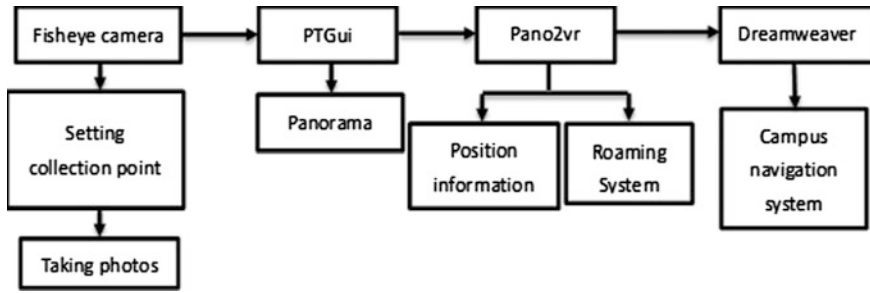 Fisheye camera
PTGui
Pano2vr
Dreamweaver
Setting
collection point
Panorama
Position
information
Roaming
System
Campus
navigation
system
Taking photos